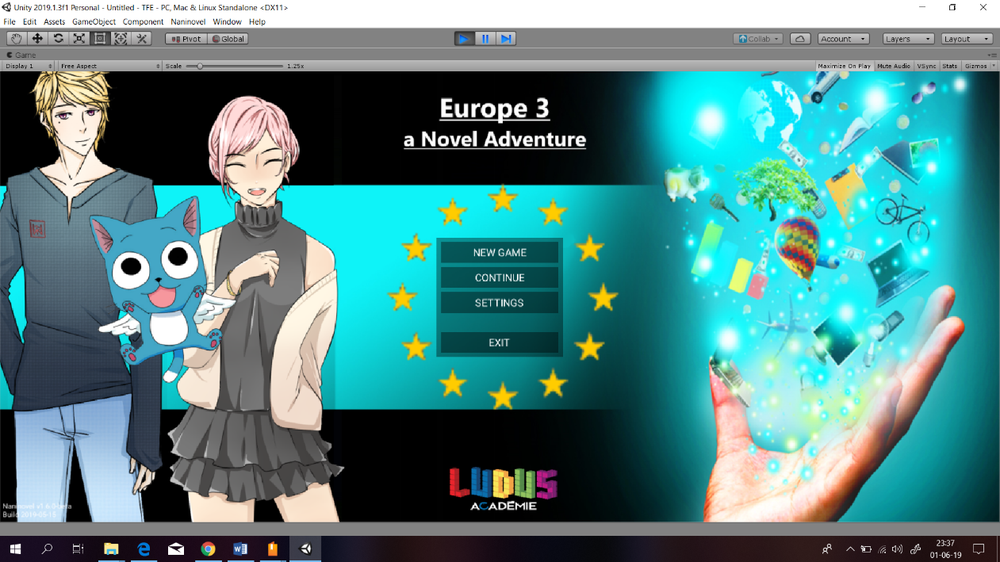 Unity 2019.1.3f1 Personal - Untitled - TFE - PC, Mac & Linux Standalone <DX11>
File Edit Assets GameObject Component Naninovel Window Help
Pivot Global Collab Account Layers Layout
Game
Display 1 Free Aspect Scale 1.25x Maximize On Play Mute Audio VSync Stats Gizmos
Europe 3
a Novel Adventure
NEW GAME
CONTINUE
SETTINGS
EXIT
LUDUS
ACADÉMIE
Naninovel v1.6.0-beta
Build 2019-05-15
23:37
01-06-19